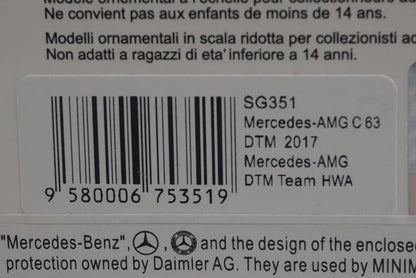 Ne convient pas aux enfants de moins de 14 ans.
Modelli ornamentali in scala ridotta per collezionisti
Non adatti a ragazzi di eta' inferiore a 14 anni.
SG351
Mercedes-AMG C 63
DTM 2017
Mercedes-AMG
DTM Team HWA
9 580006 753519
"Mercedes-Benz", and the design of the enclosed
protection owned by Daimler AG. They are used by